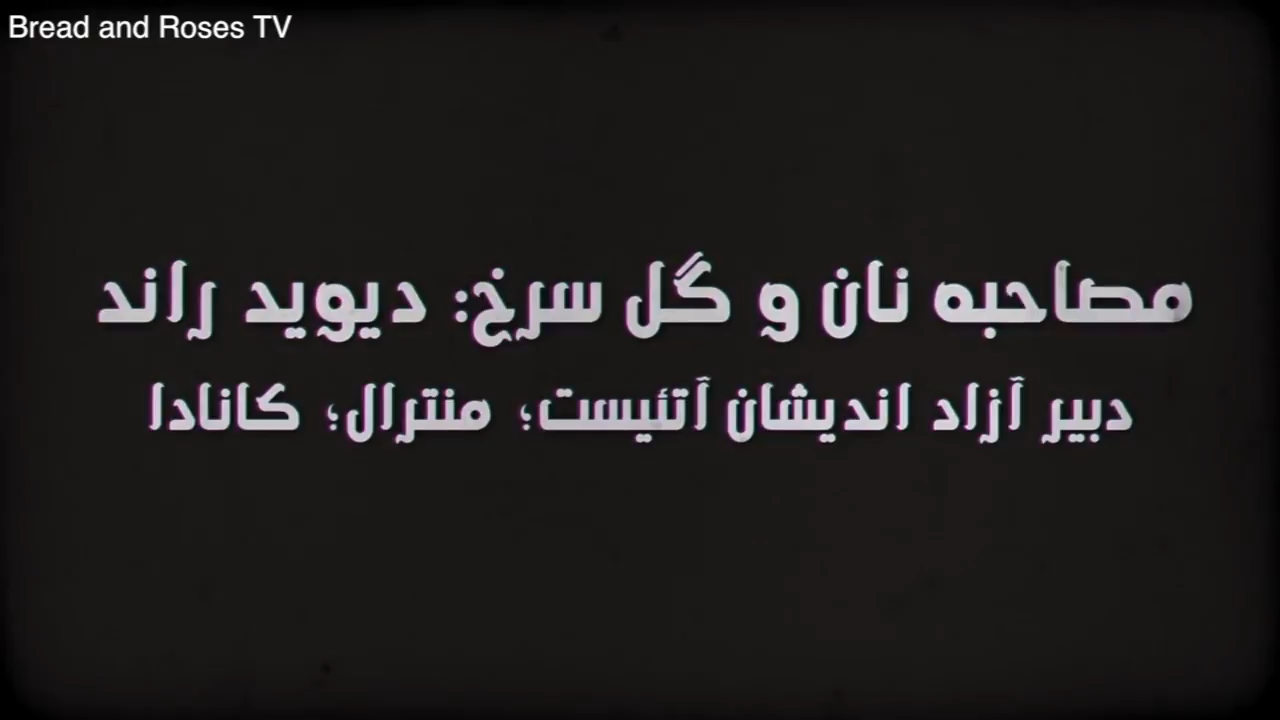 Bread and Roses TV
مصاحبه نان و گل سرخ: دیوید راند
دبیر آزاد اندیشان آتئیست؛ منترال؛ کانادا